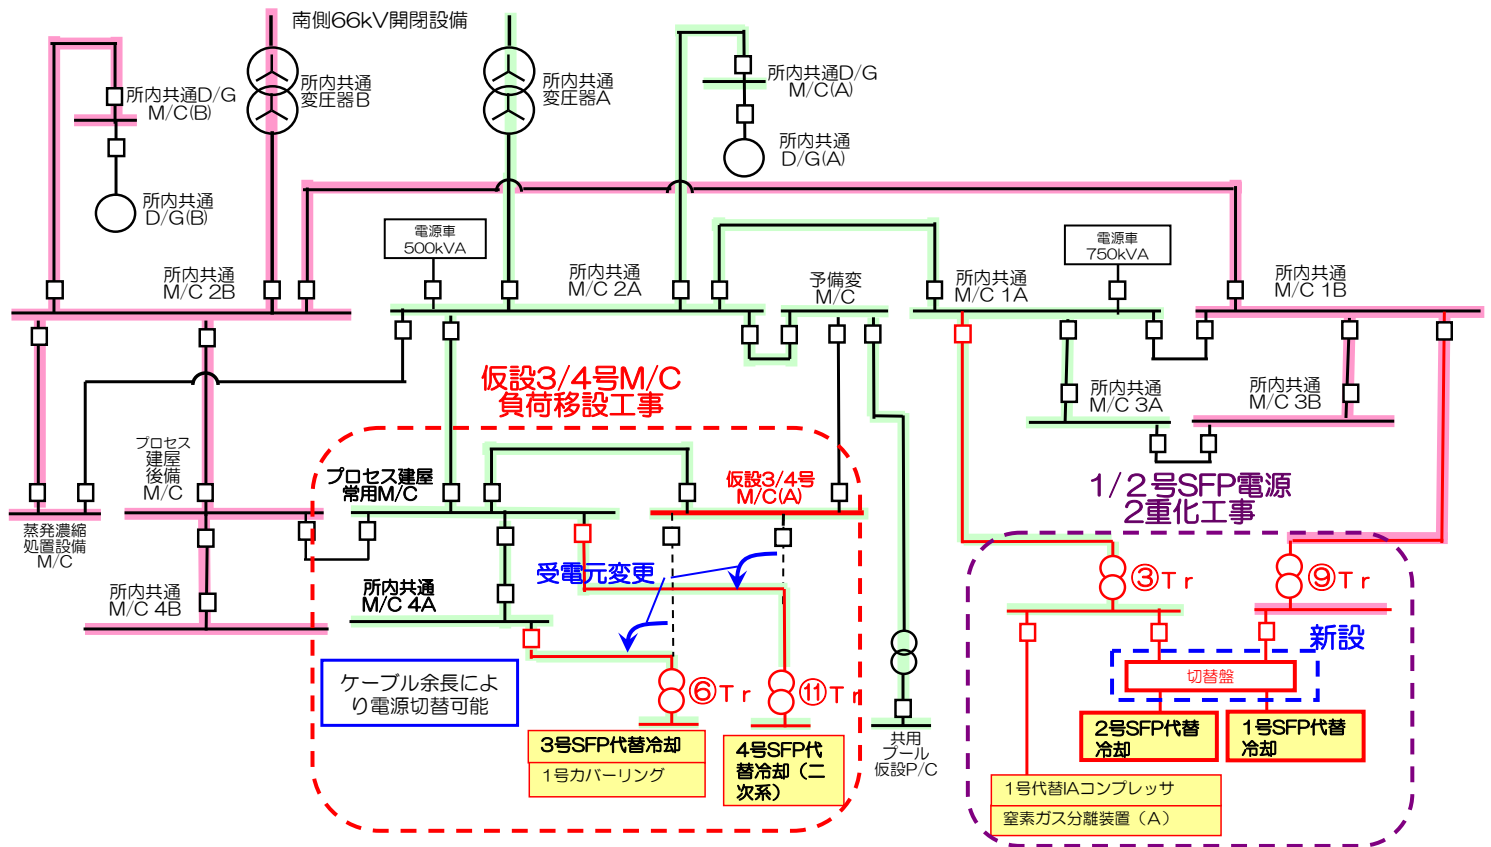 南側66kV開閉設備
所内共通D/G
M/C(B)
所内共通
変圧器B
所内共通
変圧器A
所内共通D/G
M/C(A)
所内共通
D/G(A)
所内共通
D/G(B)
電源車
500kVA
電源車
750kVA
所内共通
M/C 2B
所内共通
M/C 2A
予備変
M/C
所内共通
M/C 1A
所内共通
M/C 1B
仮設3/4号M/C
負荷移設工事
所内共通
M/C 3A
所内共通
M/C 3B
プロセス
建屋
後備
M/C
プロセス建屋
常用M/C
仮設3/4号
M/C(A)
1/2号SFP電源
2重化工事
蒸発濃縮
処置設備
M/C
所内共通
M/C 4B
所内共通
M/C 4A
受電元変更
③Tr
⑨Tr
新設
ケーブル余長によ
り電源切替可能
⑥Tr
⑪Tr
切替盤
2号SFP代替
冷却
1号SFP代替
冷却
3号SFP代替冷却
1号カバーリング
4号SFP代
替冷却（二
次系）
共用
プール
仮設P/C
1号代替IAコンプレッサ
窒素ガス分離装置（A）